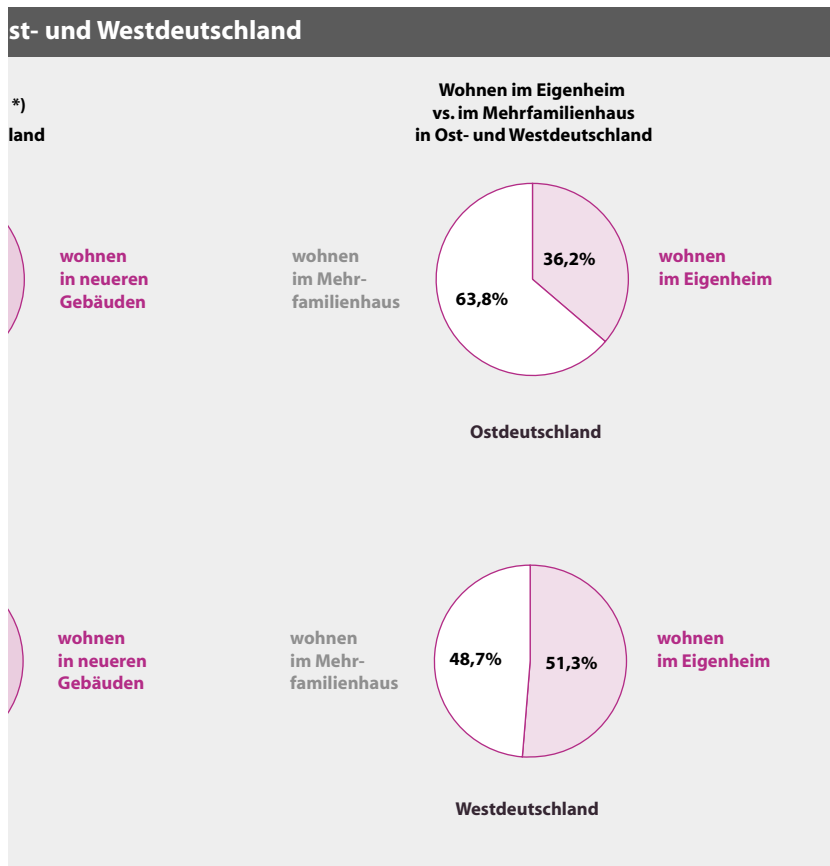 st- und Westdeutschland
*)
land
Wohnen im Eigenheim
vs. im Mehrfamilienhaus
in Ost- und Westdeutschland
wohnen
in neueren
Gebäuden
wohnen
im Mehr-
familienhaus
63,8%
36,2%
wohnen
im Eigenheim
Ostdeutschland
wohnen
in neueren
Gebäuden
wohnen
im Mehr-
familienhaus
48,7%
51,3%
wohnen
im Eigenheim
Westdeutschland